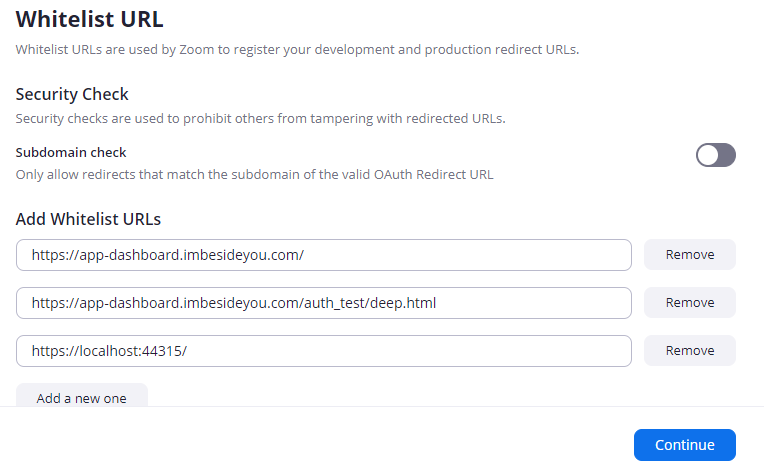 Whitelist URL
Whitelist URLs are used by Zoom to register your development and production redirect URLs.
Security Check
Security checks are used to prohibit others from tampering with redirected URLs.
Subdomain check
Only allow redirects that match the subdomain of the valid OAuth Redirect URL
Add Whitelist URLs
https://app-dashboard.imbesideyou.com/ Remove
https://app-dashboard.imbesideyou.com/auth_test/deep.html Remove
https://localhost:44315/ Remove
Add a new one
Continue